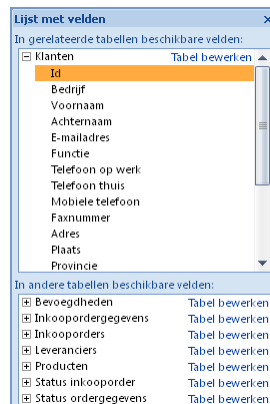 Lijst met velden
In gerelateerde tabellen beschikbare velden:
Klanten Tabel bewerken
Id
Bedrijf
Voornaam
Achternaam
E-mailadres
Functie
Telefoon op werk
Telefoon thuis
Mobiele telefoon
Faxnummer
Adres
Plaats
Provincie
In andere tabellen beschikbare velden:
Bevoegdheden Tabel bewerken
Inkoopordergegevens Tabel bewerken
Inkooporders Tabel bewerken
Leveranciers Tabel bewerken
Producten Tabel bewerken
Status inkooporder Tabel bewerken
Status ordergegevens Tabel bewerken